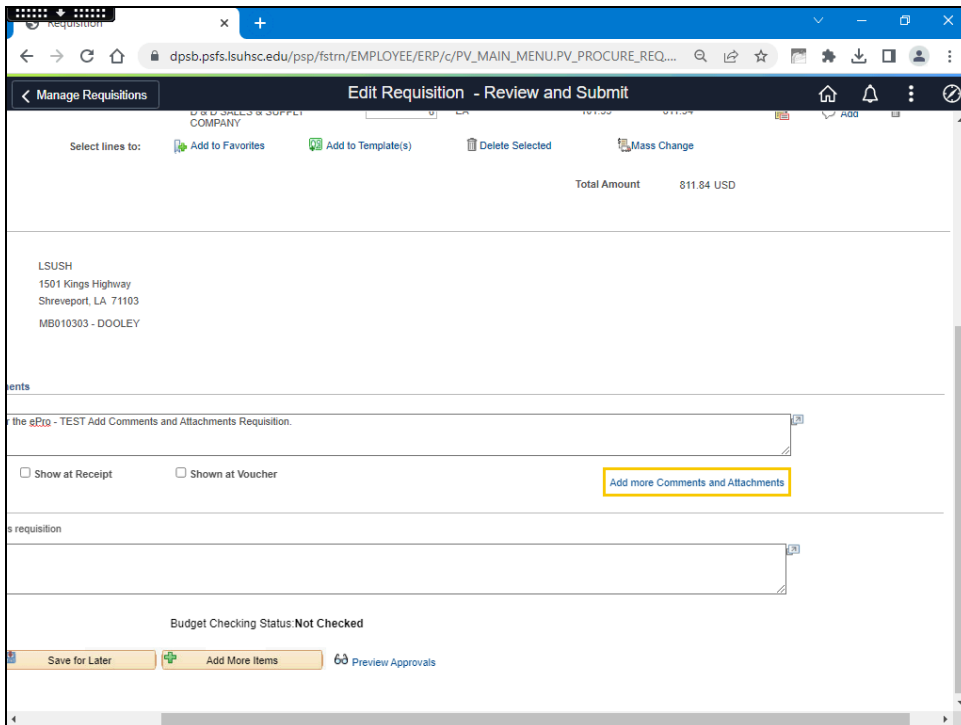 Requisition
dpsb.psfs.lsuhsc.edu/psp/fstrn/EMPLOYEE/ERP/c/PV_MAIN_MENU.PV_PROCURE_REQ....
Manage Requisitions
Edit Requisition - Review and Submit
D & D SALES & SUPPLY
COMPANY
Add
Select lines to:
Add to Favorites
Add to Template(s)
Delete Selected
Mass Change
Total Amount 811.84 USD
LSUSH
1501 Kings Highway
Shreveport, LA 71103
MB010303 - DOOLEY
ments
r the ePro - TEST Add Comments and Attachments Requisition.
Show at Receipt
Shown at Voucher
Add more Comments and Attachments
s requisition
Budget Checking Status:Not Checked
Save for Later
Add More Items
Preview Approvals